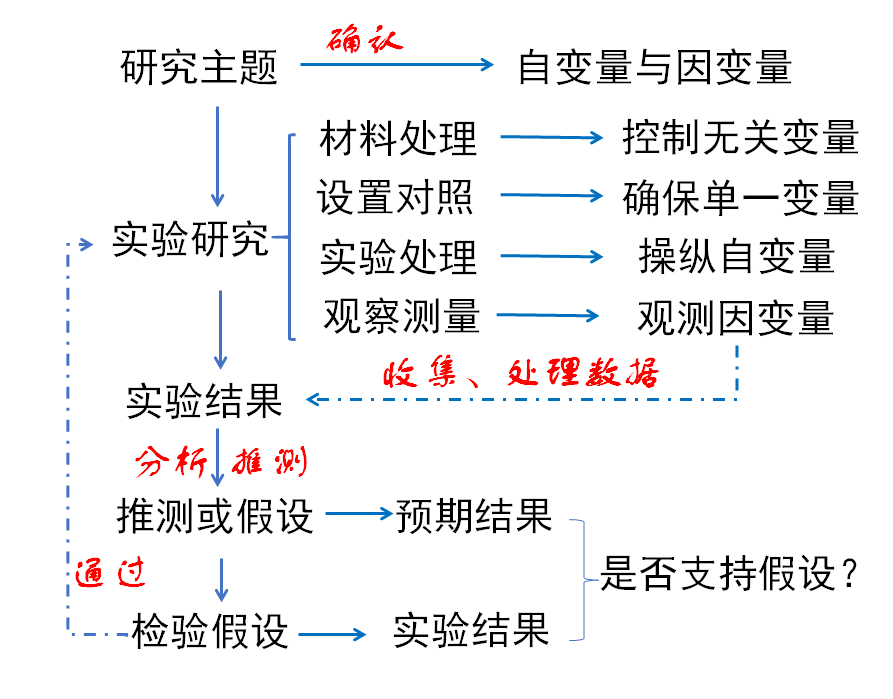 确认
研究主题
自变量与因变量
材料处理
控制无关变量
设置对照
确保单一变量
实验研究
实验处理
操纵自变量
观察测量
观测因变量
收集、处理数据
实验结果
分析 推测
推测或假设
预期结果
通过
是否支持假设？
检验假设
实验结果